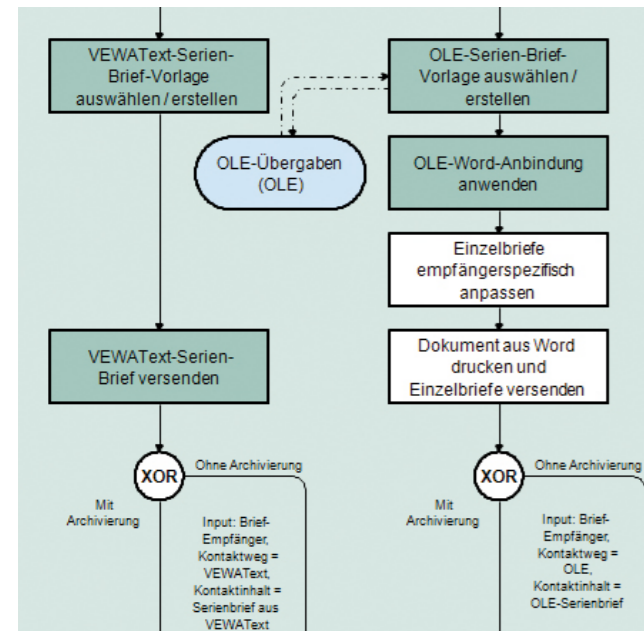 VEWAText-Serien-
Brief-Vorlage
auswählen / erstellen
OLE-Serien-Brief-
Vorlage auswählen /
erstellen
OLE-Übergaben
(OLE)
OLE-Word-Anbindung
anwenden
Einzelbriefe
empfängerspezifisch
anpassen
VEWAText-Serien-
Brief versenden
Dokument aus Word
drucken und
Einzelbriefe versenden
XOR
Ohne Archivierung
Mit
Archivierung
Input: Brief-
Empfänger,
Kontaktweg =
VEWAText,
Kontaktinhalt =
Serienbrief aus
VEWAText
XOR
Ohne Archivierung
Mit
Archivierung
Input: Brief-
Empfänger,
Kontaktweg =
OLE,
Kontaktinhalt =
OLE-Serienbrief